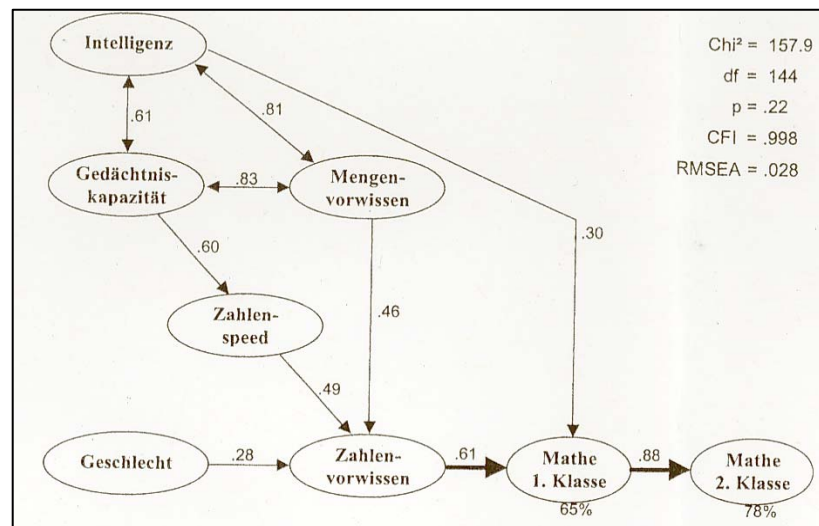 Intelligenz
Chi² = 157.9
df = 144
p = .22
CFI = .998
RMSEA = .028
.61
.81
Gedächtnis-
kapazität
.83
Mengen-
vorwissen
.60
.30
Zahlen-
speed
.46
.49
Geschlecht
.28
Zahlen-
vorwissen
.61
Mathe
1. Klasse
65%
.88
Mathe
2. Klasse
78%